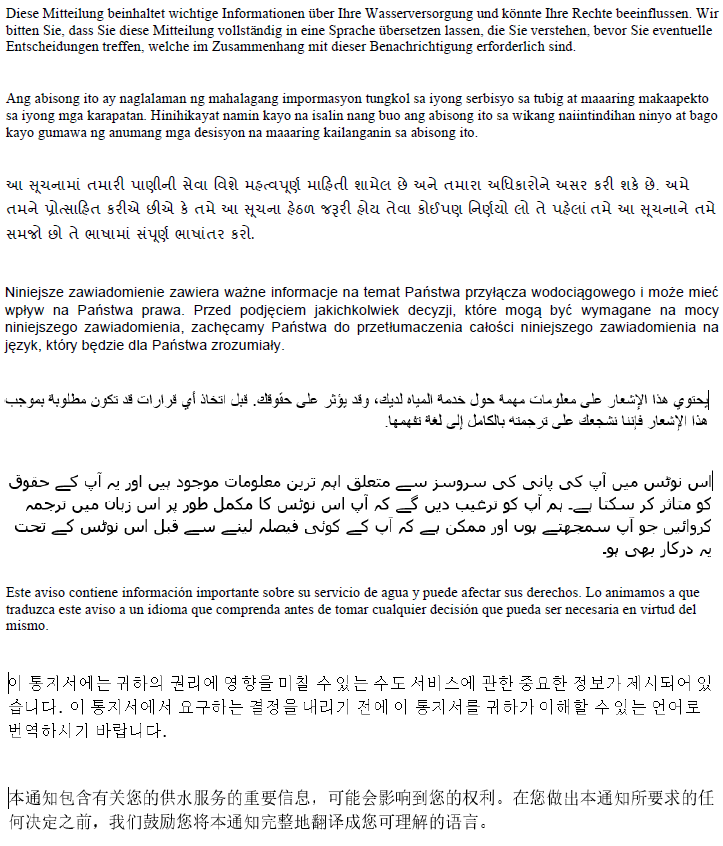 Diese Mitteilung beinhaltet wichtige Informationen über Ihre Wasserversorgung und könnte Ihre Rechte beeinflussen. Wir
bitten Sie, dass Sie diese Mitteilung vollständig in eine Sprache übersetzen lassen, die Sie verstehen, bevor Sie eventuelle
Entscheidungen treffen, welche im Zusammenhang mit dieser Benachrichtigung erforderlich sind.
Ang abisong ito ay naglalaman ng mahalagang impormasyon tungkol sa iyong serbisyo sa tubig at maaaring makaapekto
sa iyong mga karapatan. Hinihikayat namin kayo na isalin nang buo ang abisong ito sa wikang naiintindihan ninyo at bago
kayo gumawa ng anumang mga desisyon na maaaring kailanganin sa abisong ito.
આ સૂચનામાં તમારી પાણીની સેવા વિશે મહત્વપૂર્ણ માહિતી શામેલ છે અને તમારા અધિકારોને અસર કરી શકે છે. અમે
તમને પ્રોત્સાહિત કરીએ છીએ કે તમે આ સૂચના હેઠળ જરૂરી હોય તેવા કોઈપણ નિર્ણયો લો તે પહેલાં તમે આ સૂચનાને તમે
સમજો છો તે ભાષામાં સંપૂર્ણ ભાષાંતર કરો.
Niniejsze zawiadomienie zawiera ważne informacje na temat Państwa przyłącza wodociągowego i może mieć
wpływ na Państwa prawa. Przed podjęciem jakichkolwiek decyzji, które mogą być wymagane na mocy
niniejszego zawiadomienia, zachęcamy Państwa do przetłumaczenia całości niniejszego zawiadomienia na
język, który będzie dla Państwa zrozumiały.
يحتوي هذا الإشعار على معلومات مهمة حول خدمة المياه لديك، وقد يؤثر على حقوقك. قبل اتخاذ أي قرارات قد تكون مطلوبة بموجب
هذا الإشعار فإننا نشجعك على ترجمته بالكامل إلى لغة تفهمها.
اس نوٹس میں آپ کی پانی کی سروسز سے متعلق اہم ترین معلومات موجود ہیں اور یہ آپ کے حقوق
کو متاثر کر سکتا ہے۔ ہم آپ کو ترغیب دیں گے کہ آپ اس نوٹس کا مکمل طور پر اس زبان میں ترجمہ
کروائیں جو آپ سمجھتے ہوں اور ممکن ہے کہ آپ کے کوئی فیصلہ لینے سے قبل اس نوٹس کے تحت
یہ درکار بھی ہو۔
Este aviso contiene información importante sobre su servicio de agua y puede afectar sus derechos. Lo animamos a que
traduzca este aviso a un idioma que comprenda antes de tomar cualquier decisión que pueda ser necesaria en virtud del
mismo.
이 통지서에는 귀하의 권리에 영향을 미칠 수 있는 수도 서비스에 관한 중요한 정보가 제시되어 있
습니다. 이 통지서에서 요구하는 결정을 내리기 전에 이 통지서를 귀하가 이해할 수 있는 언어로
번역하시기 바랍니다.
本通知包含有关您的供水服务的重要信息，可能会影响到您的权利。在您做出本通知所要求的任
何决定之前，我们鼓励您将本通知完整地翻译成您可理解的语言。